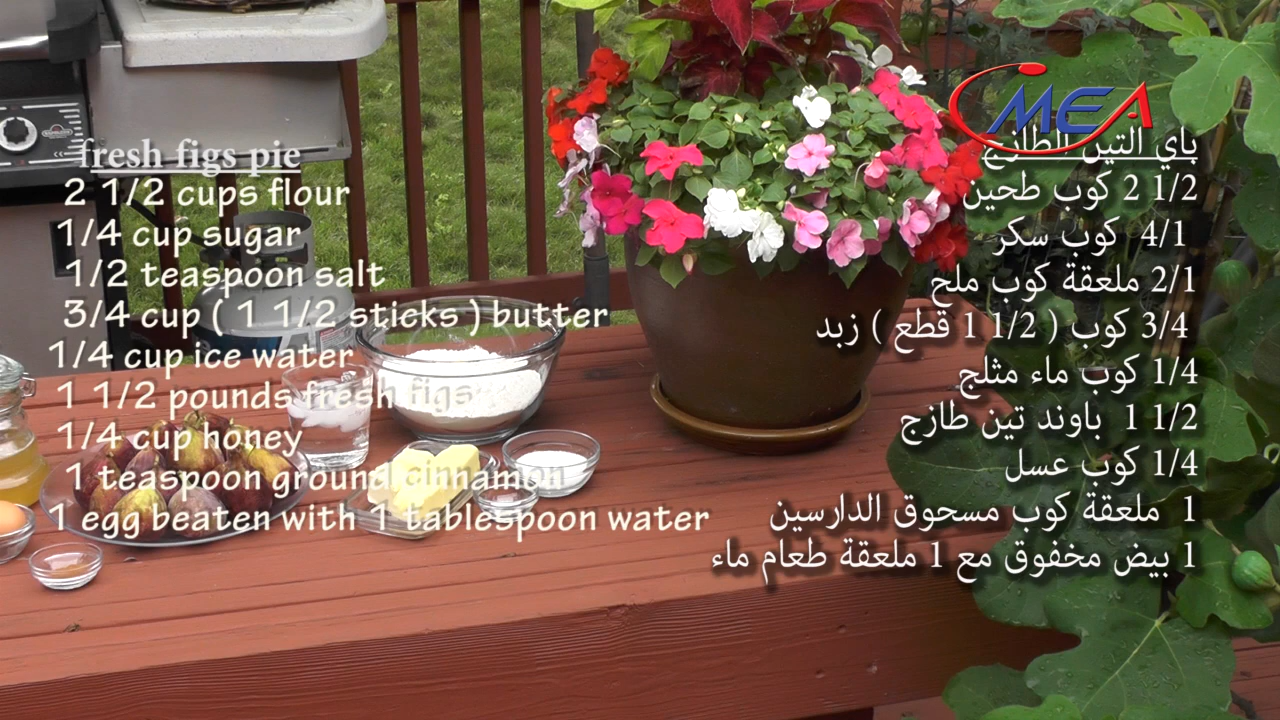 MEA
fresh figs pie
2 1/2 cups flour
1/4 cup sugar
1/2 teaspoon salt
3/4 cup ( 1 1/2 sticks ) butter
1/4 cup ice water
1 1/2 pounds fresh figs
1/4 cup honey
1 teaspoon ground cinnamon
1 egg beaten with 1 tablespoon water
باي التين الطازج
2 1/2 كوب طحين
4/1 كوب سكر
2/1 ملعقة كوب ملح
3/4 كوب ( 1 1/2 قطع ) زبد
1/4 كوب ماء مثلج
1 1/2 باوند تين طازج
1/4 كوب عسل
1 ملعقة كوب مسحوق الدارسين
1 بيض مخفوق مع 1 ملعقة طعام ماء